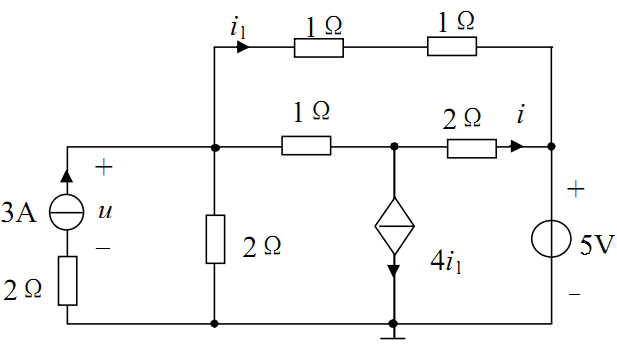 i₁ 1 Ω 1 Ω
1 Ω 2 Ω i
+
3A u 2 Ω 4i₁ + 5V
−
2 Ω −